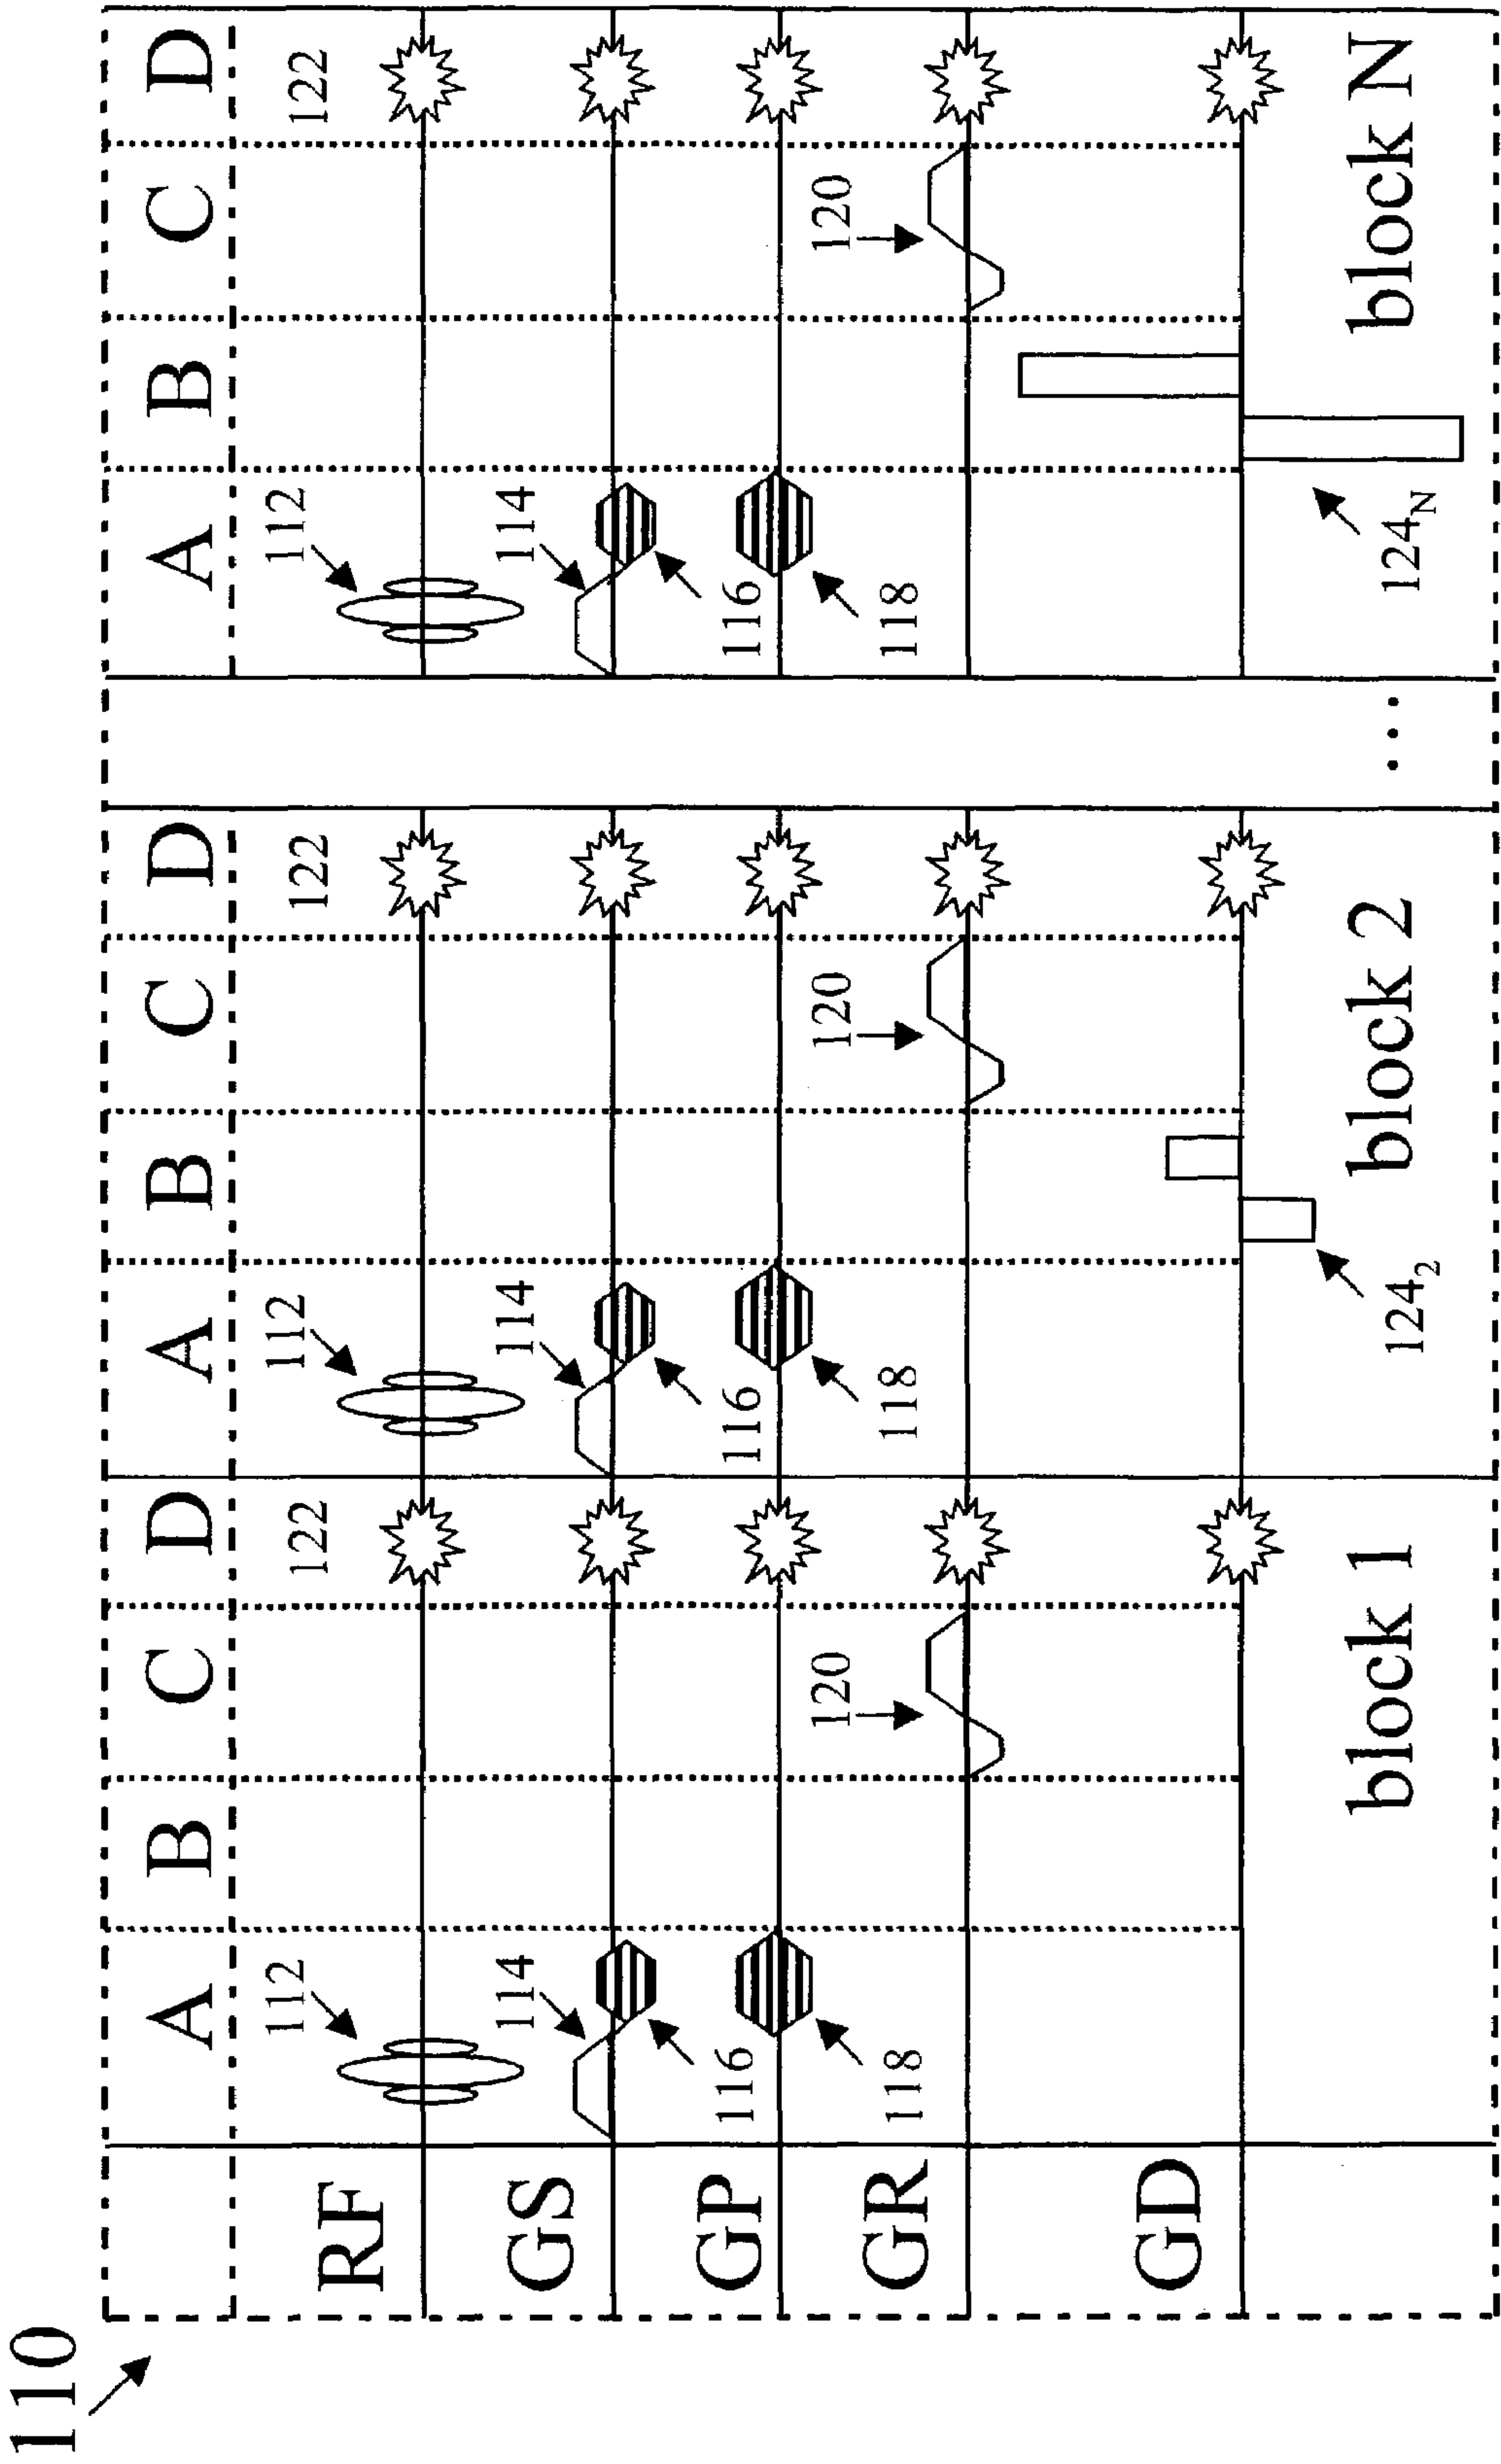 110
A B C D A B C D A B C D
RF
112 122 112 122 112 122
GS
114 114 114
GP
116 116 116
GR
118 120 118 120 118 120
GD
124₂ 124N
block 1 block 2 ... block N